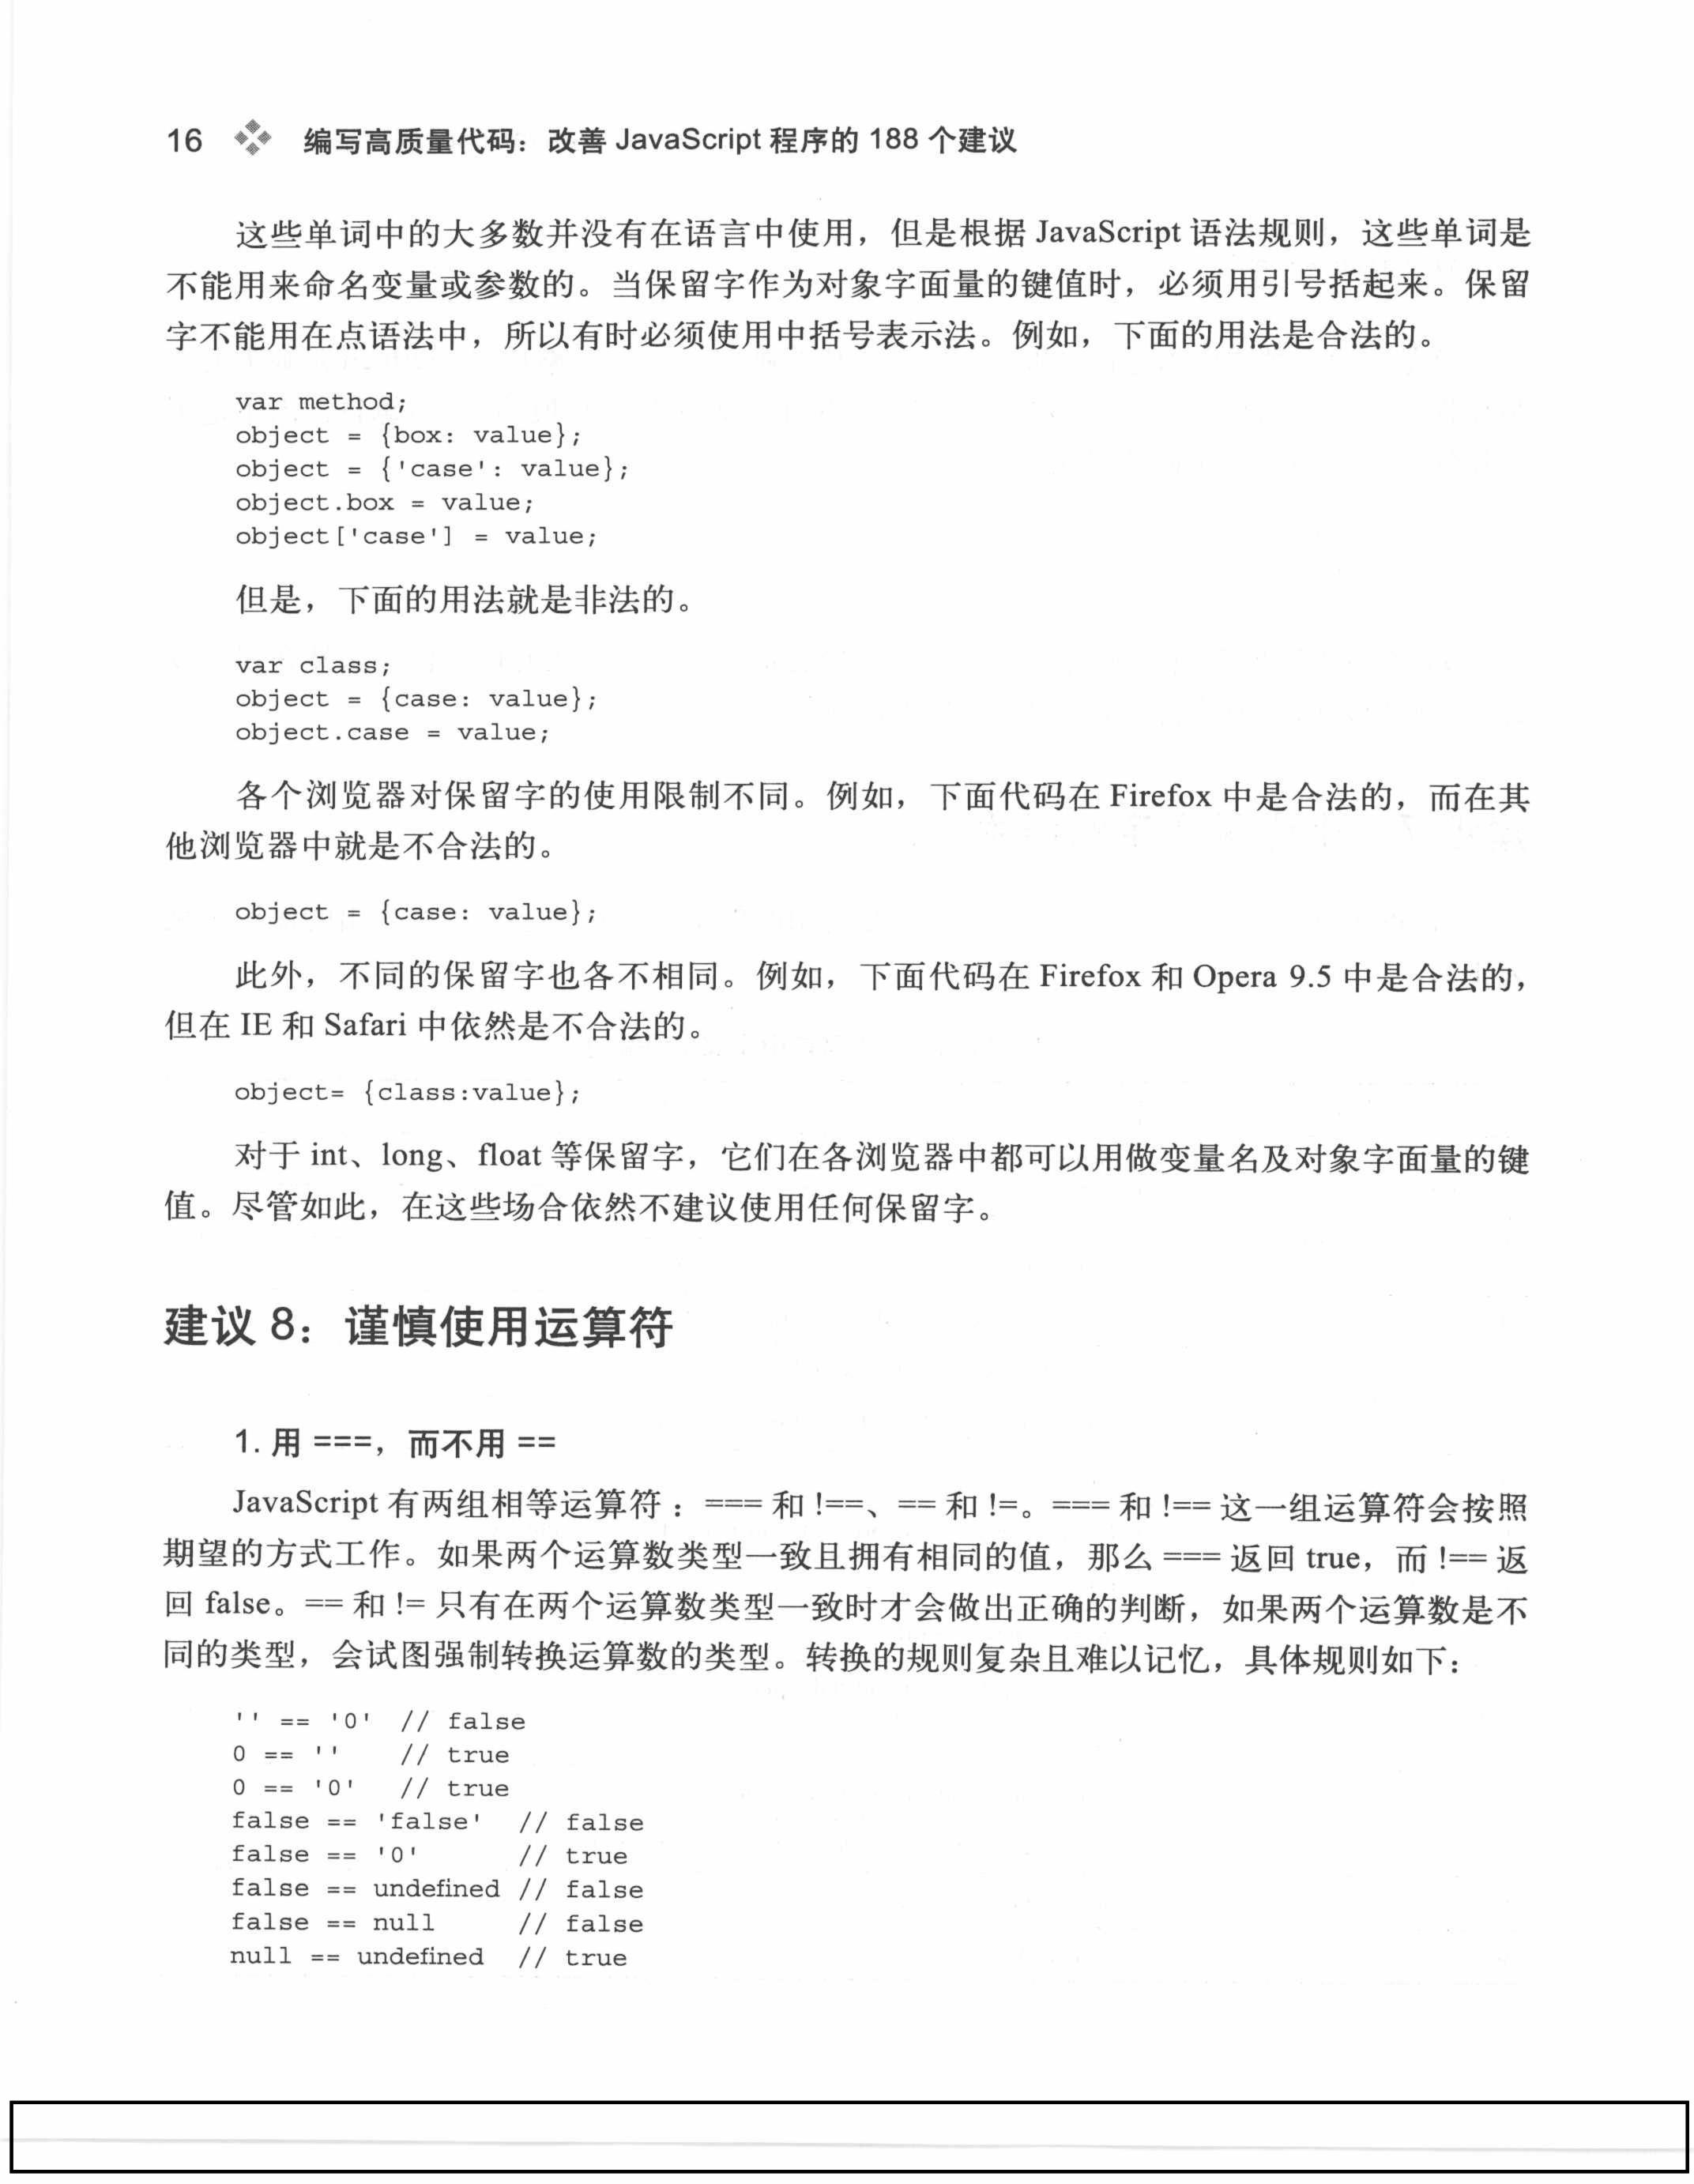 16 编写高质量代码：改善 JavaScript 程序的 188 个建议
这些单词中的大多数并没有在语言中使用，但是根据 JavaScript 语法规则，这些单词是
不能用来命名变量或参数的。当保留字作为对象字面量的键值时，必须用引号括起来。保留
字不能用在点语法中，所以有时必须使用中括号表示法。例如，下面的用法是合法的。
var method;
object = {box: value};
object = {'case': value};
object.box = value;
object['case'] = value;
但是，下面的用法就是非法的。
var class;
object = {case: value};
object.case = value;
各个浏览器对保留字的使用限制不同。例如，下面代码在 Firefox 中是合法的，而在其
他浏览器中就是不合法的。
object = {case: value};
此外，不同的保留字也各不相同。例如，下面代码在 Firefox 和 Opera 9.5 中是合法的，
但在 IE 和 Safari 中依然是不合法的。
object= {class:value};
对于 int、long、float 等保留字，它们在各浏览器中都可以用做变量名及对象字面量的键
值。尽管如此，在这些场合依然不建议使用任何保留字。
建议 8：谨慎使用运算符
1. 用 ===，而不用 ==
JavaScript 有两组相等运算符：=== 和 !==、== 和 !=。=== 和 !== 这一组运算符会按照
期望的方式工作。如果两个运算数类型一致且拥有相同的值，那么 === 返回 true，而 !== 返
回 false。== 和 != 只有在两个运算数类型一致时才会做出正确的判断，如果两个运算数是不
同的类型，会试图强制转换运算数的类型。转换的规则复杂且难以记忆，具体规则如下：
'' == '0'  // false
0 == ''    // true
0 == '0'   // true
false == 'false'  // false
false == '0'      // true
false == undefined // false
false == null     // false
null == undefined  // true